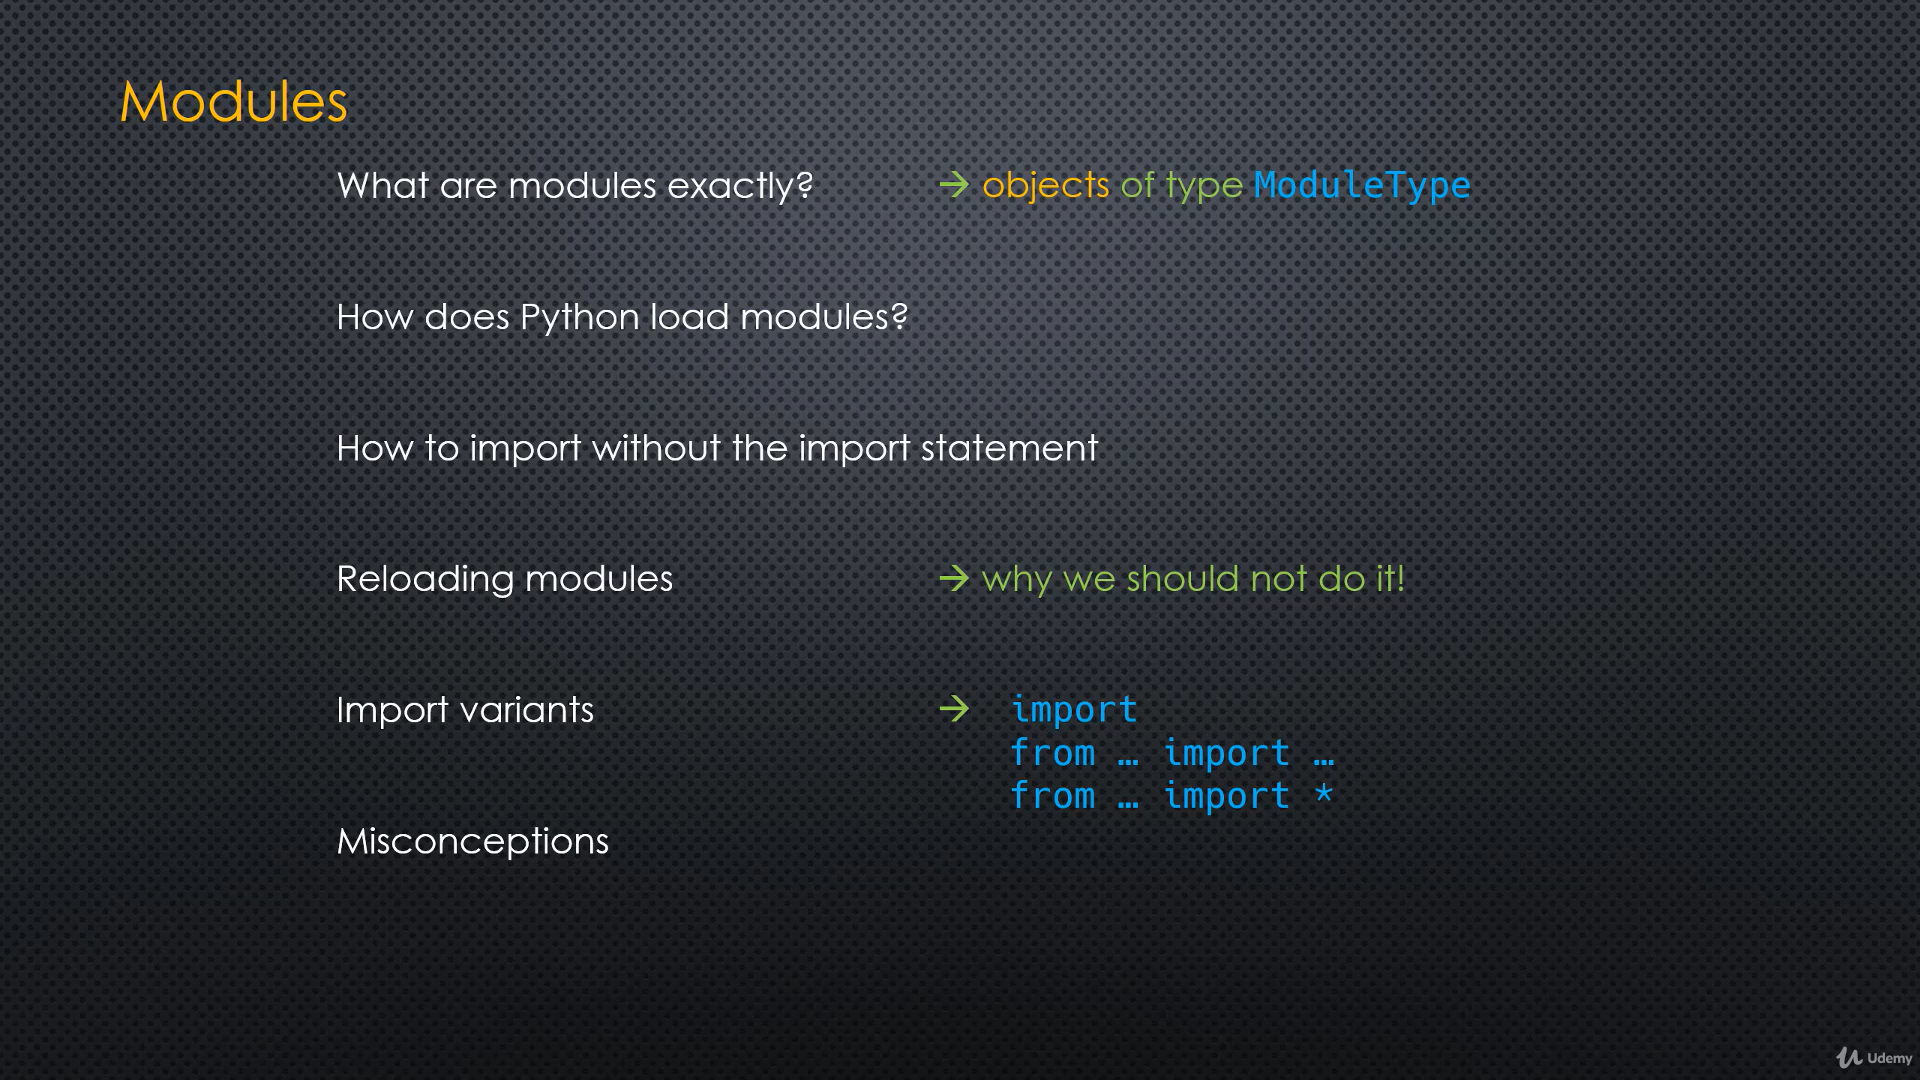 Modules
What are modules exactly? → objects of type ModuleType
How does Python load modules?
How to import without the import statement
Reloading modules → why we should not do it!
Import variants → import
from … import …
from … import *
Misconceptions
Udemy